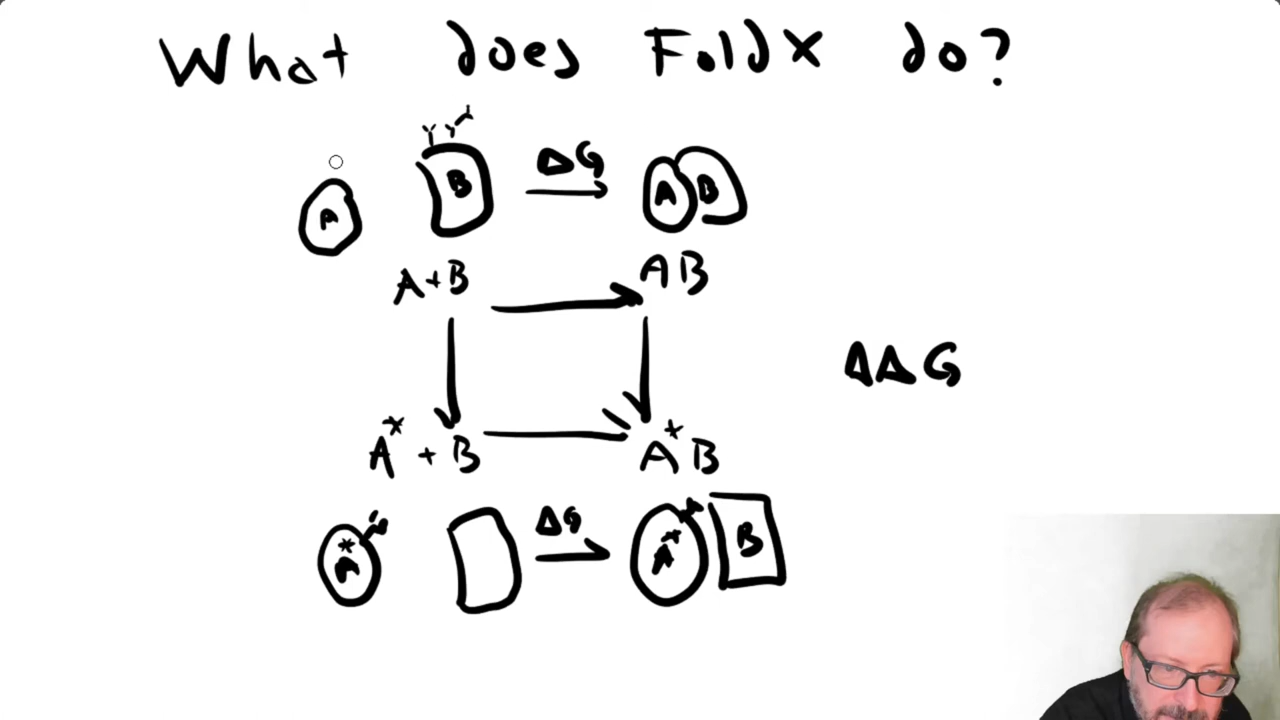 What does FoldX do?
A B ΔG A B
A+B AB
ΔΔG
A* + B A*B
A* ΔG A* B